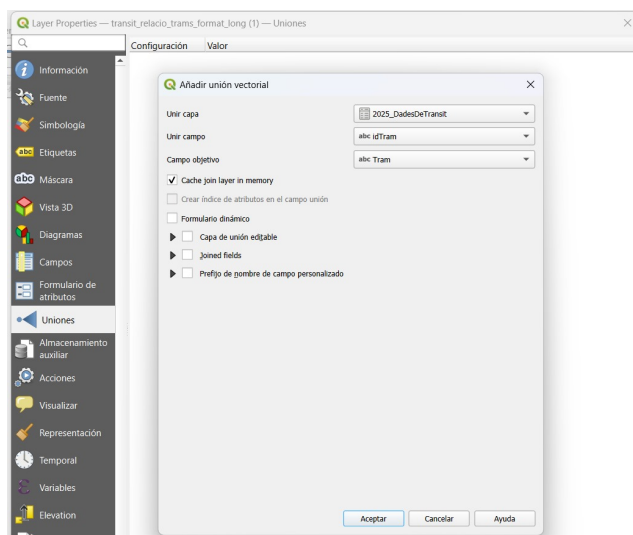 Layer Properties — transit_relacio_trams_format_long (1) — Uniones
Configuración Valor
Información
Fuente
Simbología
abc Etiquetas
abc Máscara
Vista 3D
Diagramas
Campos
Formulario de
atributos
Uniones
Almacenamiento
auxiliar
Acciones
Visualizar
Representación
Temporal
Variables
Elevation
Añadir unión vectorial
Unir capa 2025_DadesDeTransit
Unir campo abc idTram
Campo objetivo abc Tram
Cache join layer in memory
Crear índice de atributos en el campo unión
Formulario dinámico
Capa de unión editable
Joined fields
Prefijo de nombre de campo personalizado
Aceptar Cancelar Ayuda